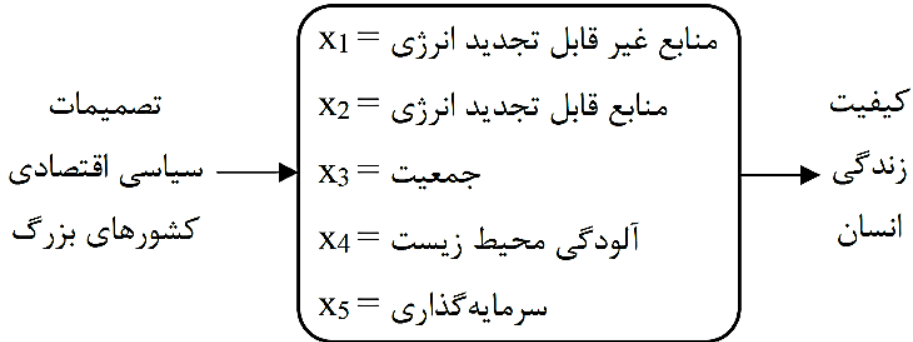 x1 = منابع غیر قابل تجدید انرژی
x2 = منابع قابل تجدید انرژی
x3 = جمعیت
x4 = آلودگی محیط زیست
x5 = سرمایه‌گذاری
تصمیمات
سیاسی اقتصادی
کشورهای بزرگ
کیفیت
زندگی
انسان